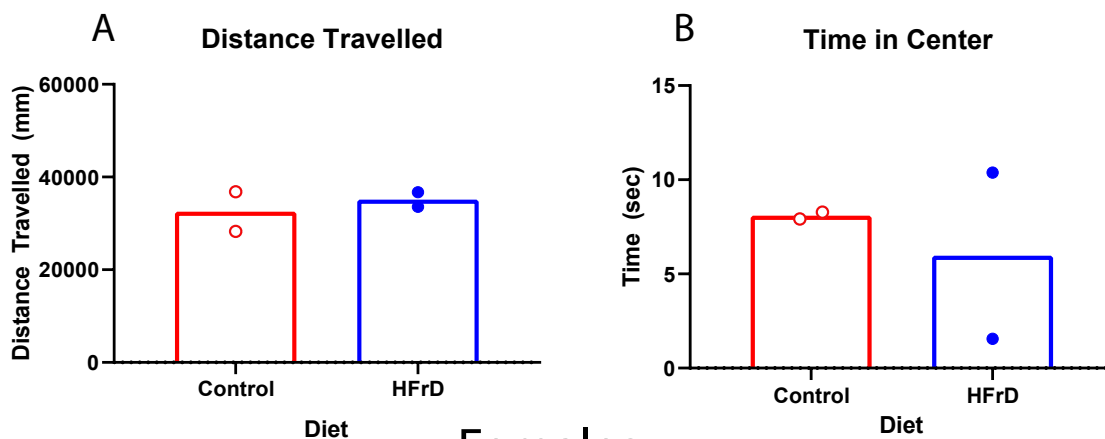 A
Distance Travelled
Distance Travelled (mm)
60000
40000
20000
0
Control
HFrD
Diet
B
Time in Center
Time (sec)
15
10
5
0
Control
HFrD
Diet